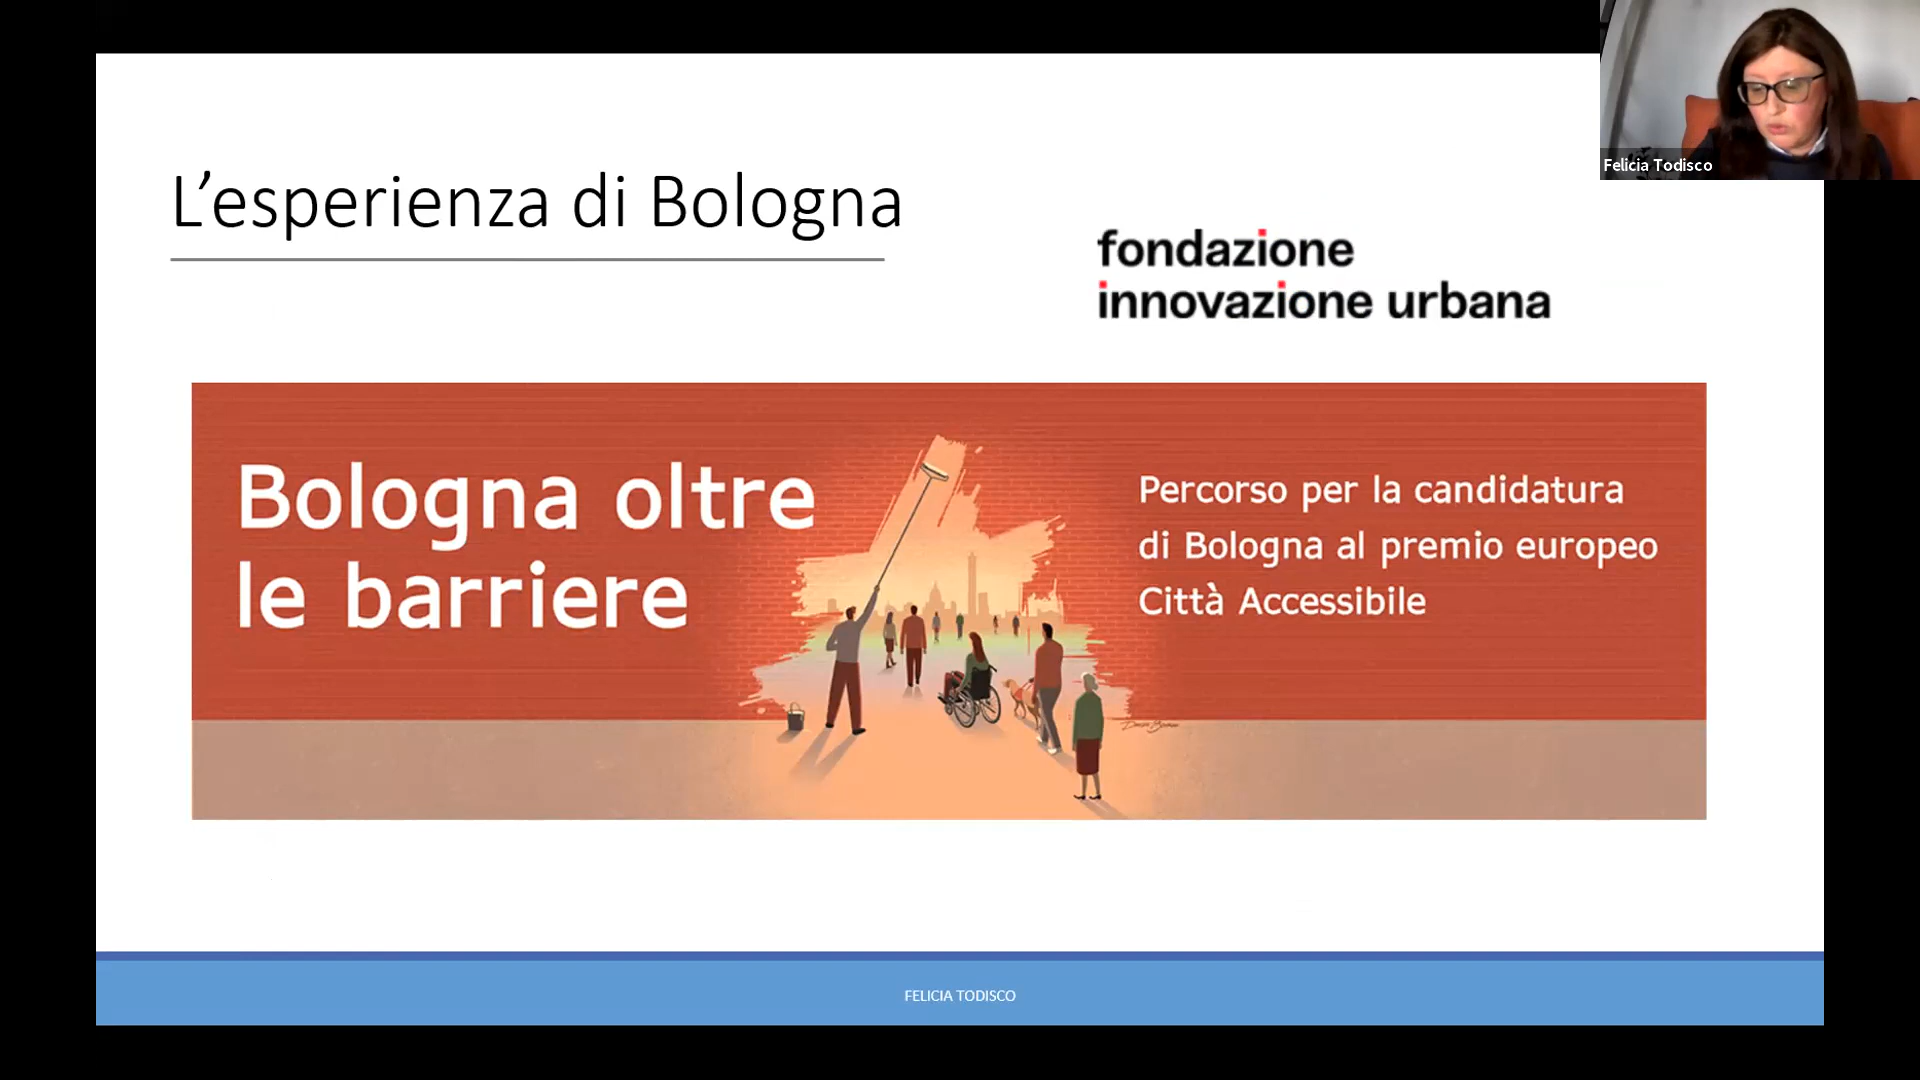 Felicia Todisco
L’esperienza di Bologna
fondazione
innovazione urbana
Bologna oltre
le barriere
Percorso per la candidatura
di Bologna al premio europeo
Città Accessibile
FELICIA TODISCO